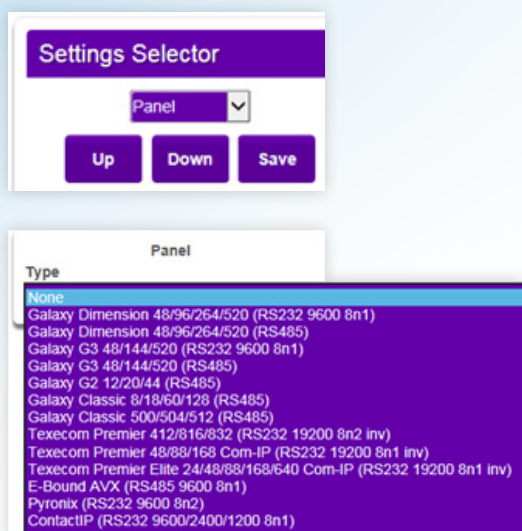 Settings Selector
Panel
Up Down Save
Panel
Type
None
Galaxy Dimension 48/96/264/520 (RS232 9600 8n1)
Galaxy Dimension 48/96/264/520 (RS485)
Galaxy G3 48/144/520 (RS232 9600 8n1)
Galaxy G3 48/144/520 (RS485)
Galaxy G2 12/20/44 (RS485)
Galaxy Classic 8/18/60/128 (RS485)
Galaxy Classic 500/504/512 (RS485)
Texecom Premier 412/816/832 (RS232 19200 8n2 inv)
Texecom Premier 48/88/168 Com-IP (RS232 19200 8n1 inv)
Texecom Premier Elite 24/48/88/168/640 Com-IP (RS232 19200 8n1 inv)
E-Bound AVX (RS485 9600 8n1)
Pyronix (RS232 9600 8n2)
ContactIP (RS232 9600/2400/1200 8n1)